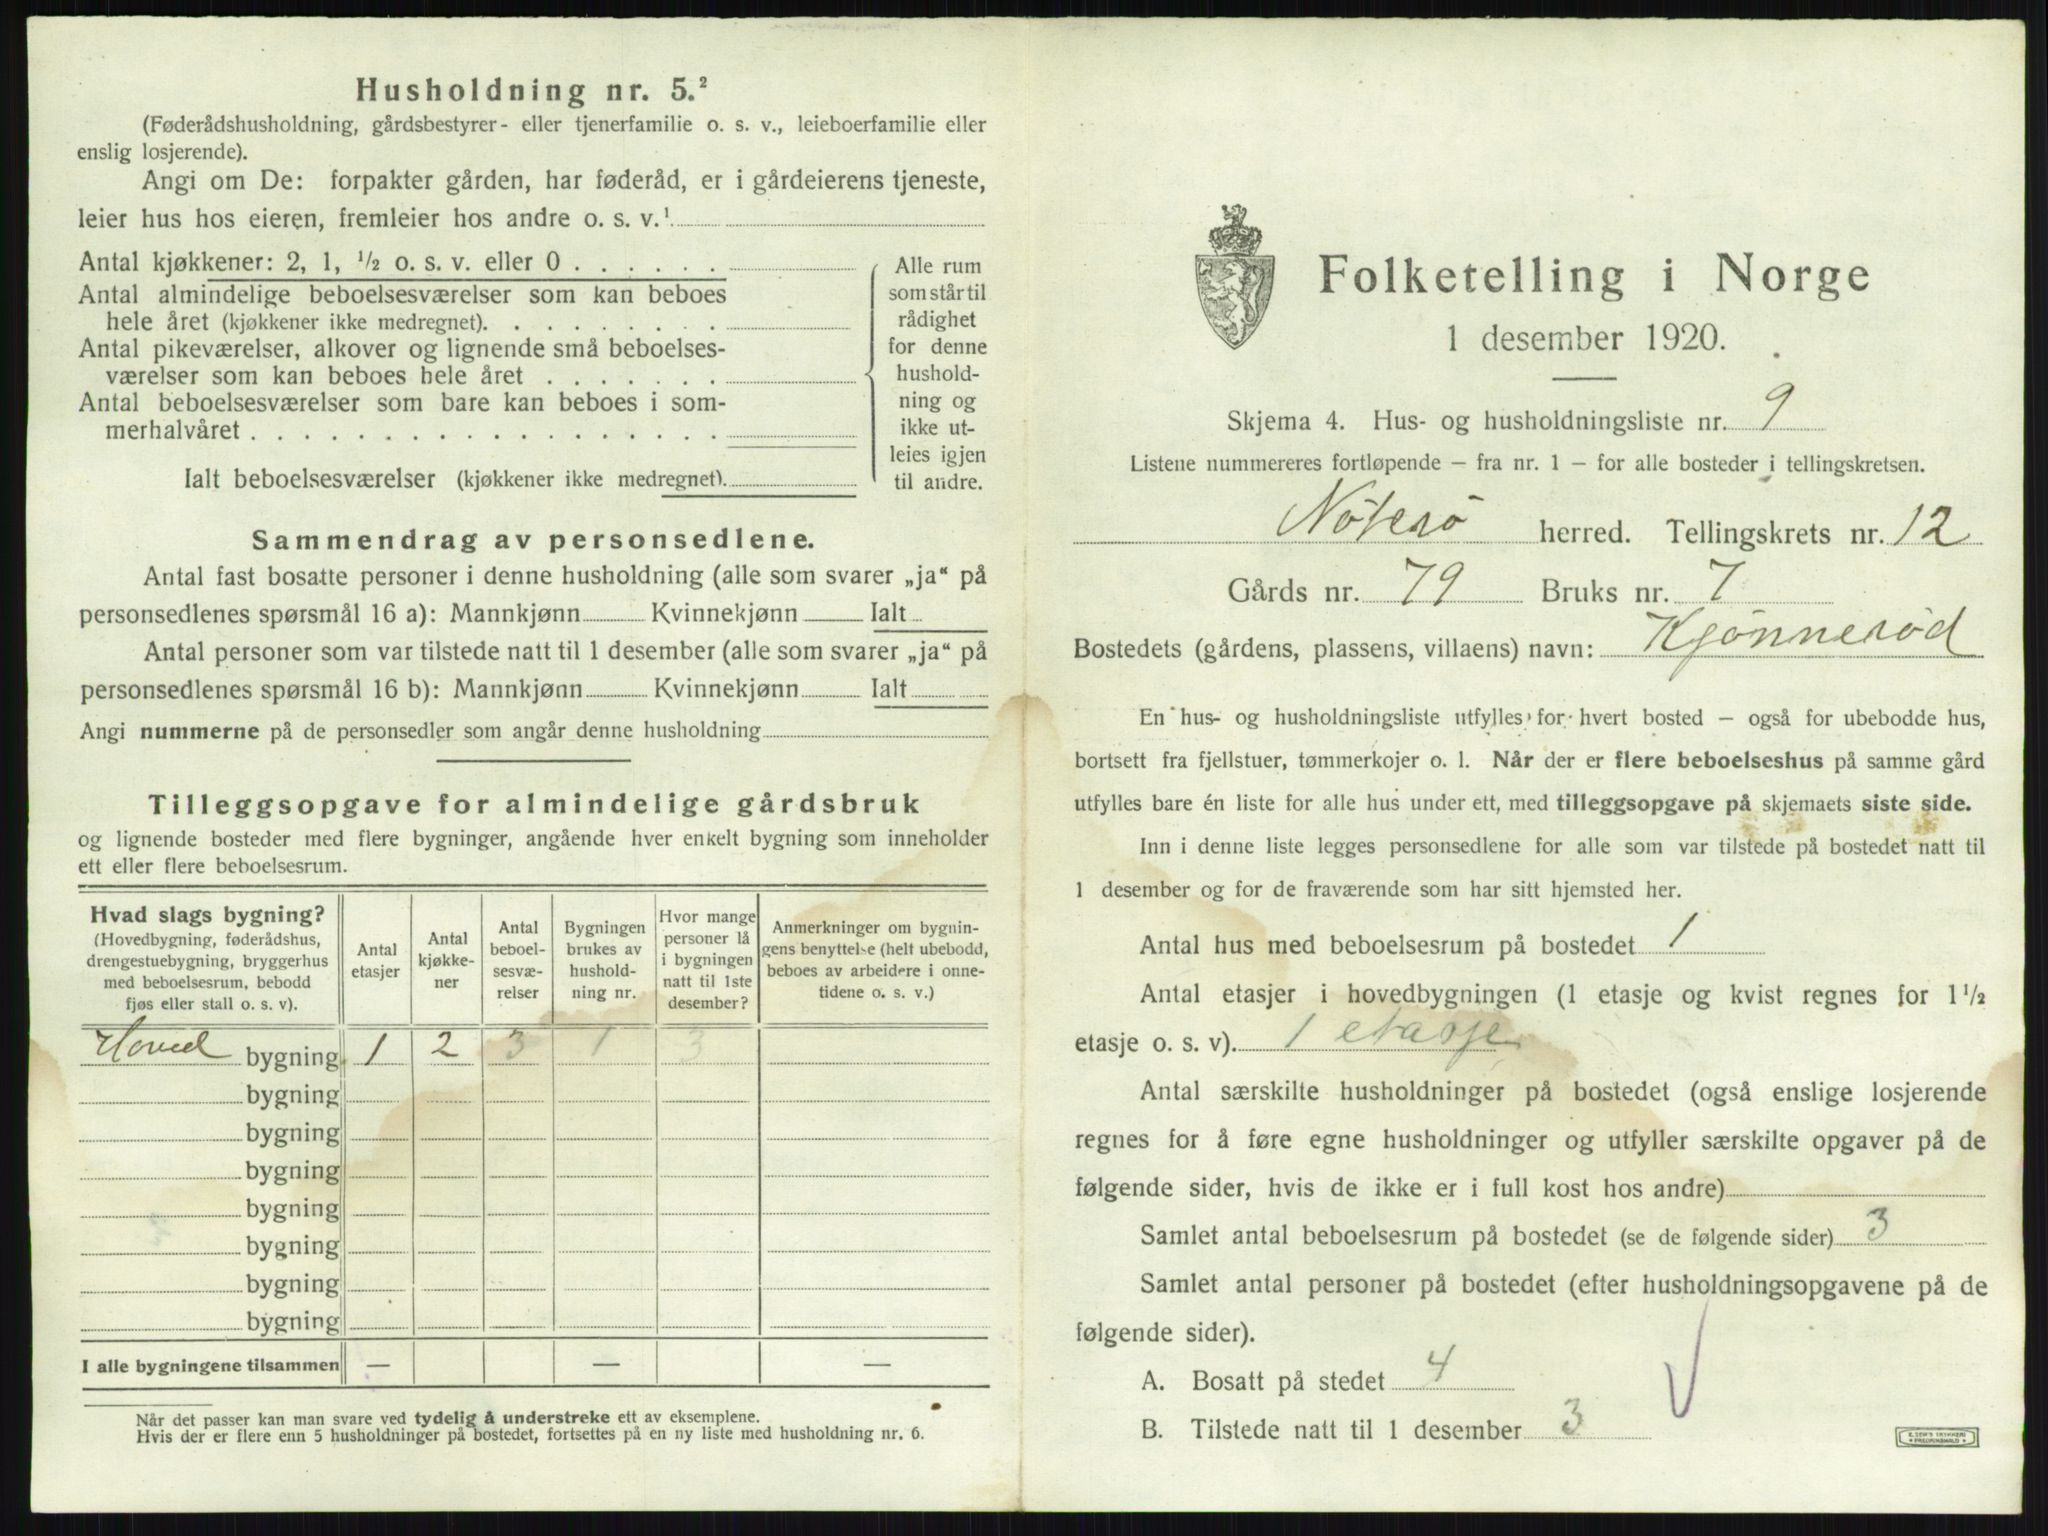 Husholdning nr. 5.²
(Føderådshusholdning, gårdsbestyrer- eller tjenerfamilie o. s. v., leieboerfamilie eller
enslig losjerende).
Angi om De: forpakter gården, har føderåd, er i gårdeierens tjeneste,
leier hus hos eieren, fremleier hos andre o. s. v.¹
Antal kjøkkener: 2, 1, ½ o. s. v. eller 0 . . . . . .
Antal almindelige beboelsesværelser som kan beboes
hele året (kjøkkener ikke medregnet). . . . . . . . .
Antal pikeværelser, alkover og lignende små beboelses-
værelser som kan beboes hele året . . . . . . .
Antal beboelsesværelser som bare kan beboes i som-
merhalvåret . . . . . . . . . . . . . . . . . .
Ialt beboelsesværelser (kjøkkener ikke medregnet).
Alle rum
som står til
rådighet
for denne
hushold-
ning og
ikke ut-
leies igjen
til andre.
Sammendrag av personsedlene.
Antal fast bosatte personer i denne husholdning (alle som svarer „ja“ på
personsedlenes spørsmål 16 a): Mannkjønn Kvinnekjønn Ialt
Antal personer som var tilstede natt til 1 desember (alle som svarer „ja“ på
personsedlenes spørsmål 16 b): Mannkjønn Kvinnekjønn Ialt
Angi nummerne på de personsedler som angår denne husholdning
Tilleggsopgave for almindelige gårdsbruk
og lignende bosteder med flere bygninger, angående hver enkelt bygning som inneholder
ett eller flere beboelsesrum.
Hvad slags bygning?
(Hovedbygning, føderådshus,
drengestuebygning, bryggerhus
med beboelsesrum, bebodd
fjøs eller stall o. s. v).
Antal
etasjer
Antal
kjøkke-
ner
Antal
beboel-
sesvæ-
relser
Bygningen
brukes av
hushold-
ning nr.
Hvor mange
personer lå
i bygningen
natt til 1ste
desember?
Anmerkninger om bygnin-
gens benyttelse (helt ubebodd,
beboes av arbeidere i onne-
tidene o. s. v.)
Hoved bygning 1 2 3 1 3
bygning
bygning
bygning
bygning
bygning
bygning
bygning
I alle bygningene tilsammen — — —
Når det passer kan man svare ved tydelig å understreke ett av eksemplene.
Hvis der er flere enn 5 husholdninger på bostedet, fortsettes på en ny liste med husholdning nr. 6.
Folketelling i Norge
1 desember 1920.
Skjema 4. Hus- og husholdningsliste nr. 9
Listene nummereres fortløpende – fra nr. 1 – for alle bosteder i tellingskretsen.
Nöterö herred. Tellingskrets nr. 12
Gårds nr. 79 Bruks nr. 7
Bostedets (gårdens, plassens, villaens) navn: Kjönneröd
En hus- og husholdningsliste utfylles for hvert bosted – også for ubebodde hus,
bortsett fra fjellstuer, tømmerkojer o. l. Når der er flere beboelseshus på samme gård
utfylles bare én liste for alle hus under ett, med tilleggsopgave på skjemaets siste side.
Inn i denne liste legges personsedlene for alle som var tilstede på bostedet natt til
1 desember og for de fraværende som har sitt hjemsted her.
Antal hus med beboelsesrum på bostedet 1
Antal etasjer i hovedbygningen (1 etasje og kvist regnes for 1½
etasje o. s. v). 1 etasje
Antal særskilte husholdninger på bostedet (også enslige losjerende
regnes for å føre egne husholdninger og utfyller særskilte opgaver på de
følgende sider, hvis de ikke er i full kost hos andre)
Samlet antal beboelsesrum på bostedet (se de følgende sider) 3
Samlet antal personer på bostedet (efter husholdningsopgavene på de
følgende sider).
A. Bosatt på stedet 4
B. Tilstede natt til 1 desember 3